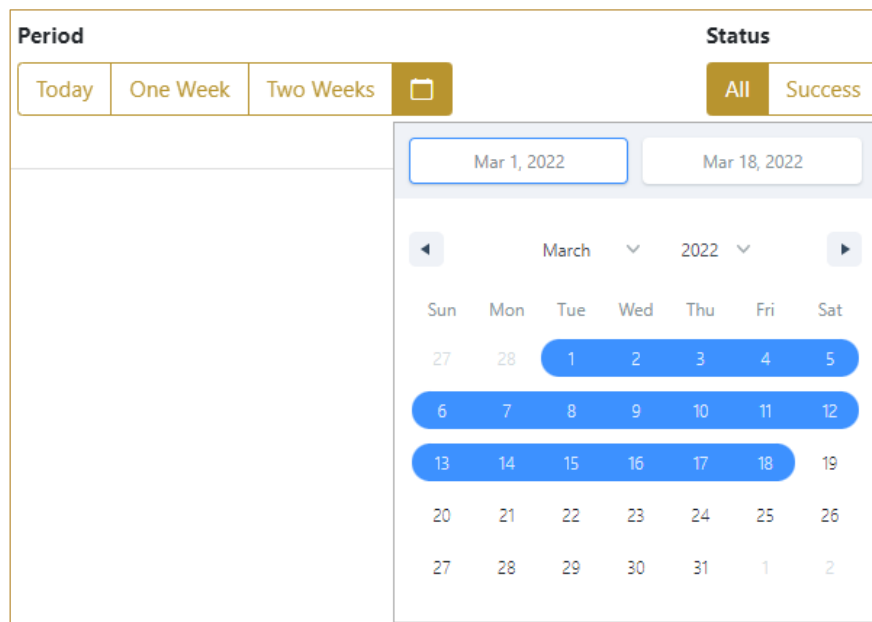 Period Status
Today One Week Two Weeks All Success
Mar 1, 2022 Mar 18, 2022
March 2022
Sun Mon Tue Wed Thu Fri Sat
27 28 1 2 3 4 5
6 7 8 9 10 11 12
13 14 15 16 17 18 19
20 21 22 23 24 25 26
27 28 29 30 31 1 2